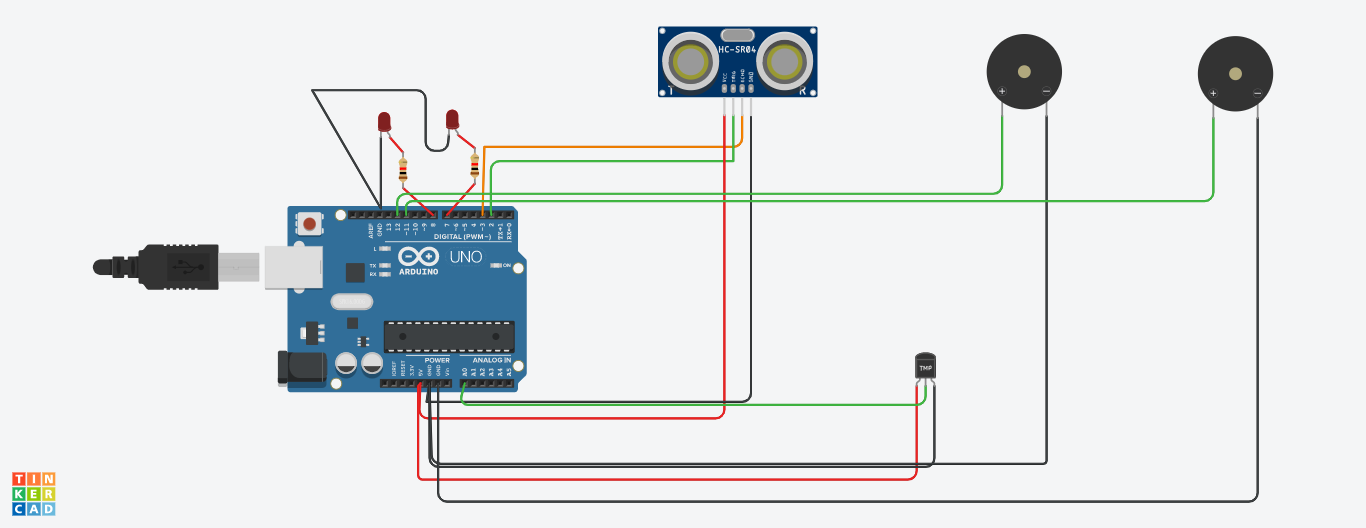 HC-SR04
VCC
TRIG
ECHO
GND
T
R
+
−
+
−
AREF
GND
13
12
~11
~10
~9
8
7
~6
~5
4
~3
2
TX→1
RX←0
DIGITAL (PWM~)
L
TX
RX
ARDUINO
UNO
ON
POWER
ANALOG IN
IOREF
RESET
3.3V
5V
GND
GND
Vin
A0
A1
A2
A3
A4
A5
TMP
TIN
KER
CAD